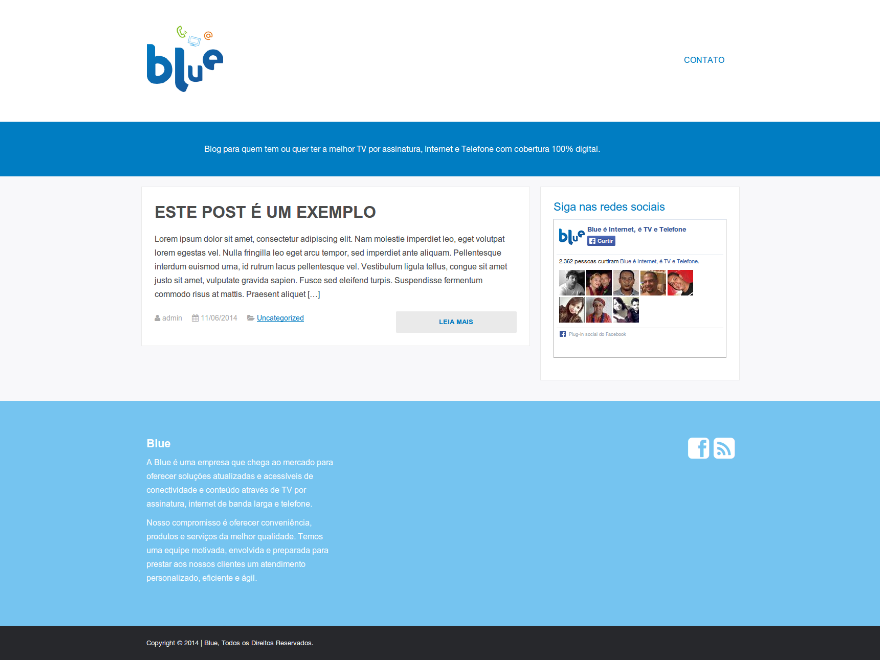 blue
CONTATO
Blog para quem tem ou quer ter a melhor TV por assinatura, Internet e Telefone com cobertura 100% digital.
ESTE POST É UM EXEMPLO
Lorem ipsum dolor sit amet, consectetur adipiscing elit. Nam molestie imperdiet leo, eget volutpat
lorem egestas vel. Nulla fringilla leo eget arcu tempor, sed imperdiet ante aliquam. Pellentesque
interdum euismod urna, id rutrum lacus pellentesque vel. Vestibulum ligula tellus, congue sit amet
justo sit amet, vulputate gravida sapien. Fusce sed eleifend turpis. Suspendisse fermentum
commodo risus at mattis. Praesent aliquet […]
admin 11/06/2014 Uncategorized
LEIA MAIS
Siga nas redes sociais
blue
Blue é Internet, é TV e Telefone
Curtir
2.362 pessoas curtiram Blue é Internet, é TV e Telefone.
Plug-in social do Facebook
Blue
A Blue é uma empresa que chega ao mercado para
oferecer soluções atualizadas e acessíveis de
conectividade e conteúdo através de TV por
assinatura, internet de banda larga e telefone.
Nosso compromisso é oferecer conveniência,
produtos e serviços da melhor qualidade. Temos
uma equipe motivada, envolvida e preparada para
prestar aos nossos clientes um atendimento
personalizado, eficiente e ágil.
Copyright © 2014 | Blue, Todos os Direitos Reservados.